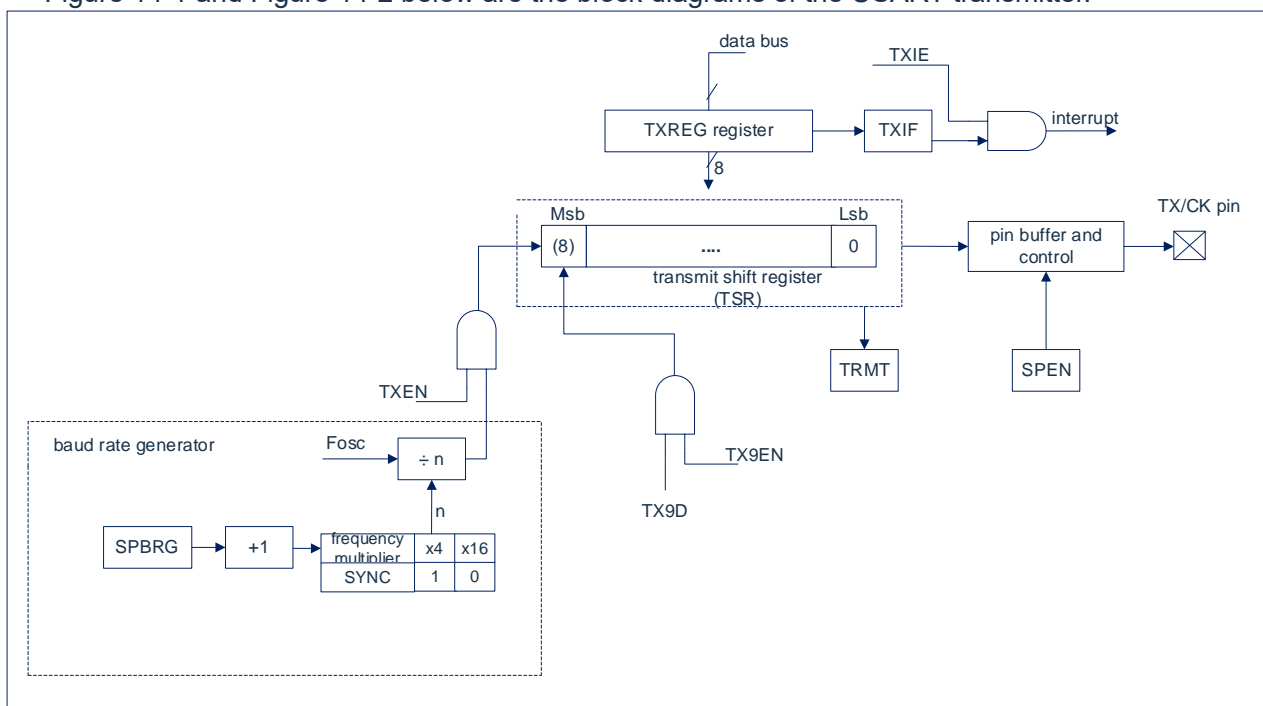 data bus
TXIE
TXREG register
TXIF
interrupt
8
Msb
Lsb
TX/CK pin
(8)
....
0
pin buffer and
control
transmit shift register
(TSR)
TRMT
SPEN
TXEN
baud rate generator
Fosc
÷ n
TX9EN
n
TX9D
SPBRG
+1
frequency
multiplier
x4
x16
SYNC
1
0